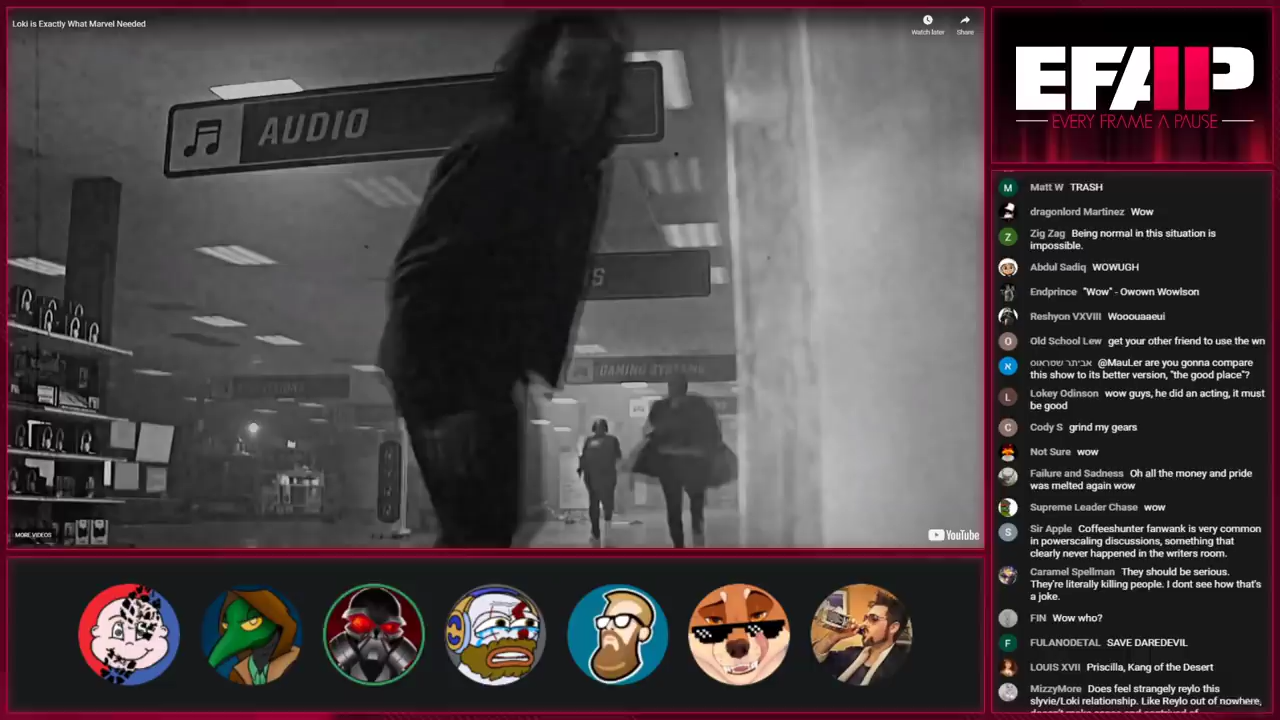 Loki is Exactly What Marvel Needed
Watch later
Share
AUDIO
GAMING SYSTEMS
MORE VIDEOS
YouTube
EFAP
EVERY FRAME A PAUSE
M Matt W TRASH
dragonlord Martinez Wow
Z Zig Zag Being normal in this situation is
impossible.
Abdul Sadiq WOWUGH
Endprince "Wow" - Owown Wowlson
Reshyon VXVIII Wooouaaeui
O Old School Lew get your other friend to use the wn
א אביתר שטראוס @MauLer are you gonna compare
this show to its better version, "the good place"?
L Lokey Odinson wow guys, he did an acting, it must
be good
C Cody S grind my gears
Not Sure wow
Failure and Sadness Oh all the money and pride
was melted again wow
Supreme Leader Chase wow
S Sir Apple Coffeeshunter fanwank is very common
in powerscaling discussions, something that
clearly never happened in the writers room.
Caramel Spellman They should be serious.
They're literally killing people. I dont see how that's
a joke.
FIN Wow who?
F FULANODETAL SAVE DAREDEVIL
LOUIS XVII Priscilla, Kang of the Desert
MizzyMore Does feel strangely reylo this
slyvie/Loki relationship. Like Reylo out of nowhere,